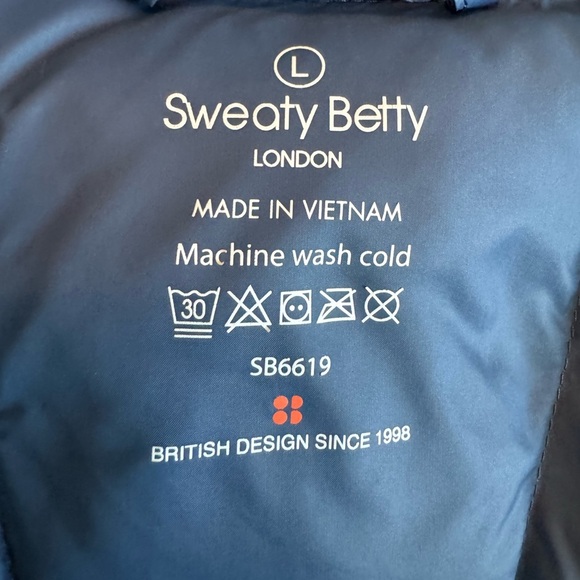 L
Sweaty Betty
LONDON
MADE IN VIETNAM
Machine wash cold
30
SB6619
BRITISH DESIGN SINCE 1998